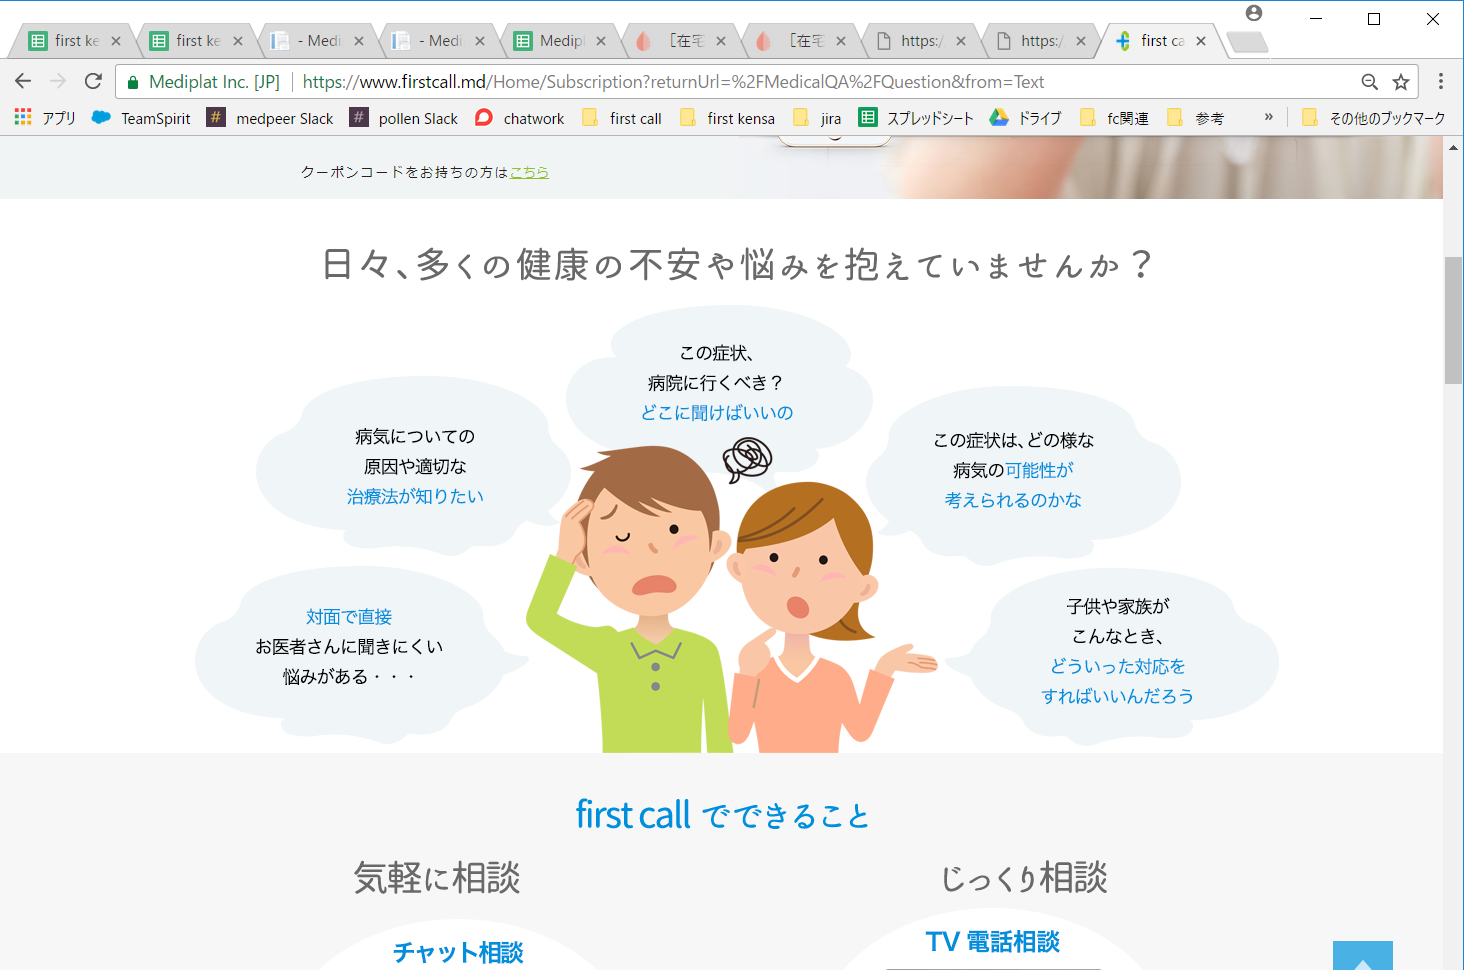 first ke
first ke
- Medi
- Medi
Medipl
［在宅
［在宅
https:/
https:/
first ca
Mediplat Inc. [JP]
https://www.firstcall.md/Home/Subscription?returnUrl=%2FMedicalQA%2FQuestion&from=Text
アプリ
TeamSpirit
medpeer Slack
pollen Slack
chatwork
first call
first kensa
jira
スプレッドシート
ドライブ
fc関連
参考
»
その他のブックマーク
クーポンコードをお持ちの方はこちら
日々、多くの健康の不安や悩みを抱えていませんか？
この症状、
病院に行くべき？
どこに聞けばいいの
病気についての
原因や適切な
治療法が知りたい
この症状は、どの様な
病気の可能性が
考えられるのかな
対面で直接
お医者さんに聞きにくい
悩みがある・・・
子供や家族が
こんなとき、
どういった対応を
すればいいんだろう
first call でできること
気軽に相談
じっくり相談
チャット相談
TV 電話相談